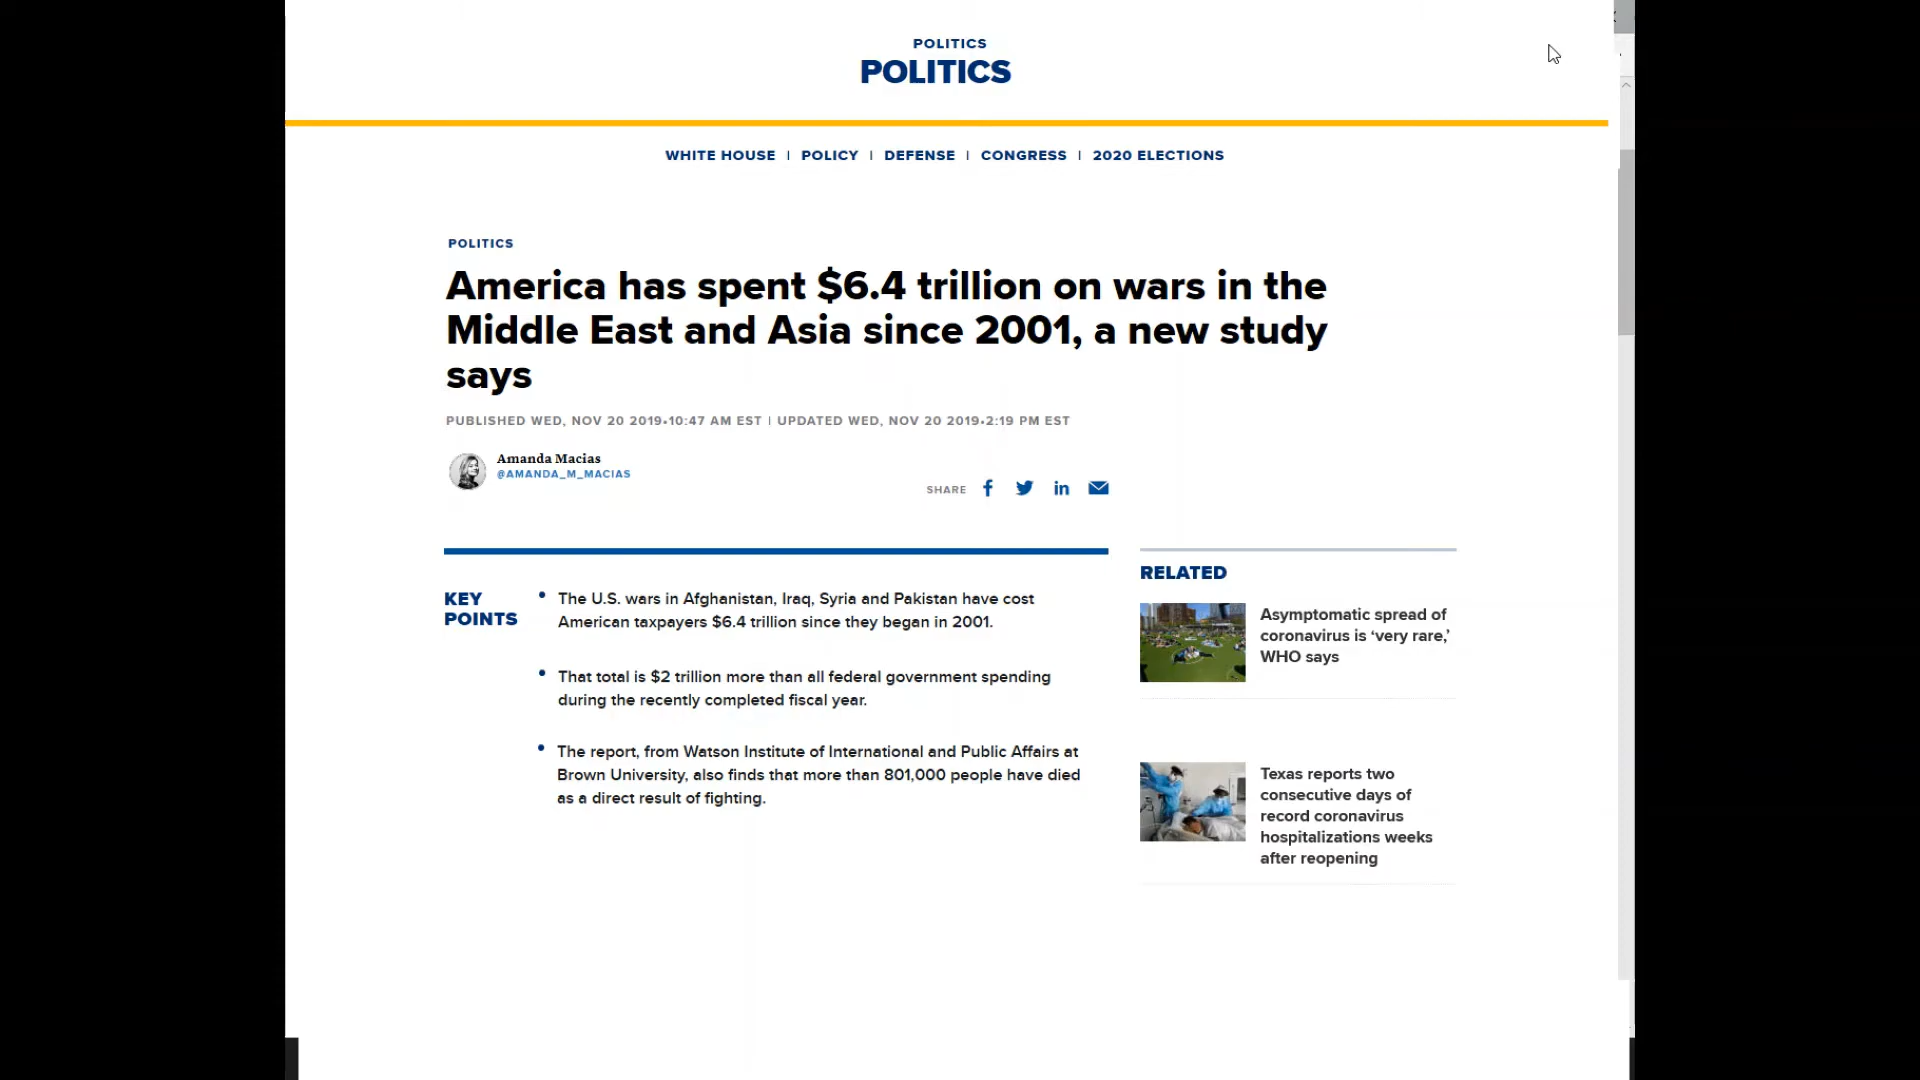 POLITICS
POLITICS
WHITE HOUSE | POLICY | DEFENSE | CONGRESS | 2020 ELECTIONS
POLITICS
America has spent $6.4 trillion on wars in the
Middle East and Asia since 2001, a new study
says
PUBLISHED WED, NOV 20 2019•10:47 AM EST | UPDATED WED, NOV 20 2019•2:19 PM EST
Amanda Macias
@AMANDA_M_MACIAS
SHARE
KEY
POINTS
• The U.S. wars in Afghanistan, Iraq, Syria and Pakistan have cost
American taxpayers $6.4 trillion since they began in 2001.
• That total is $2 trillion more than all federal government spending
during the recently completed fiscal year.
• The report, from Watson Institute of International and Public Affairs at
Brown University, also finds that more than 801,000 people have died
as a direct result of fighting.
RELATED
Asymptomatic spread of
coronavirus is ‘very rare,’
WHO says
Texas reports two
consecutive days of
record coronavirus
hospitalizations weeks
after reopening